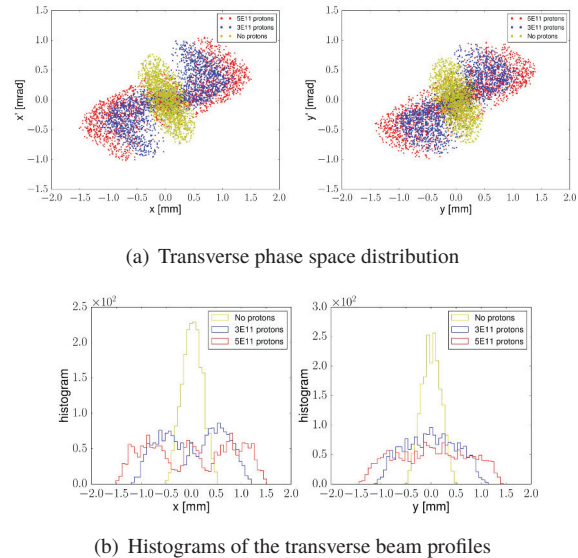 5E11 protons
3E11 protons
No protons
1.5
1.0
0.5
0.0
−0.5
−1.0
−1.5
x' [mrad]
−2.0 −1.5 −1.0 −0.5 0.0 0.5 1.0 1.5 2.0
x [mm]
5E11 protons
3E11 protons
No protons
1.5
1.0
0.5
0.0
−0.5
−1.0
−1.5
y' [mrad]
−2.0 −1.5 −1.0 −0.5 0.0 0.5 1.0 1.5 2.0
y [mm]
(a) Transverse phase space distribution
×10²
2.5
2.0
1.5
1.0
0.5
0.0
histogram
No protons
3E11 protons
5E11 protons
−2.0 −1.5 −1.0 −0.5 0.0 0.5 1.0 1.5 2.0
x [mm]
×10²
3.0
2.5
2.0
1.5
1.0
0.5
0.0
histogram
No protons
3E11 protons
5E11 protons
−2.0 −1.5 −1.0 −0.5 0.0 0.5 1.0 1.5 2.0
y [mm]
(b) Histograms of the transverse beam profiles